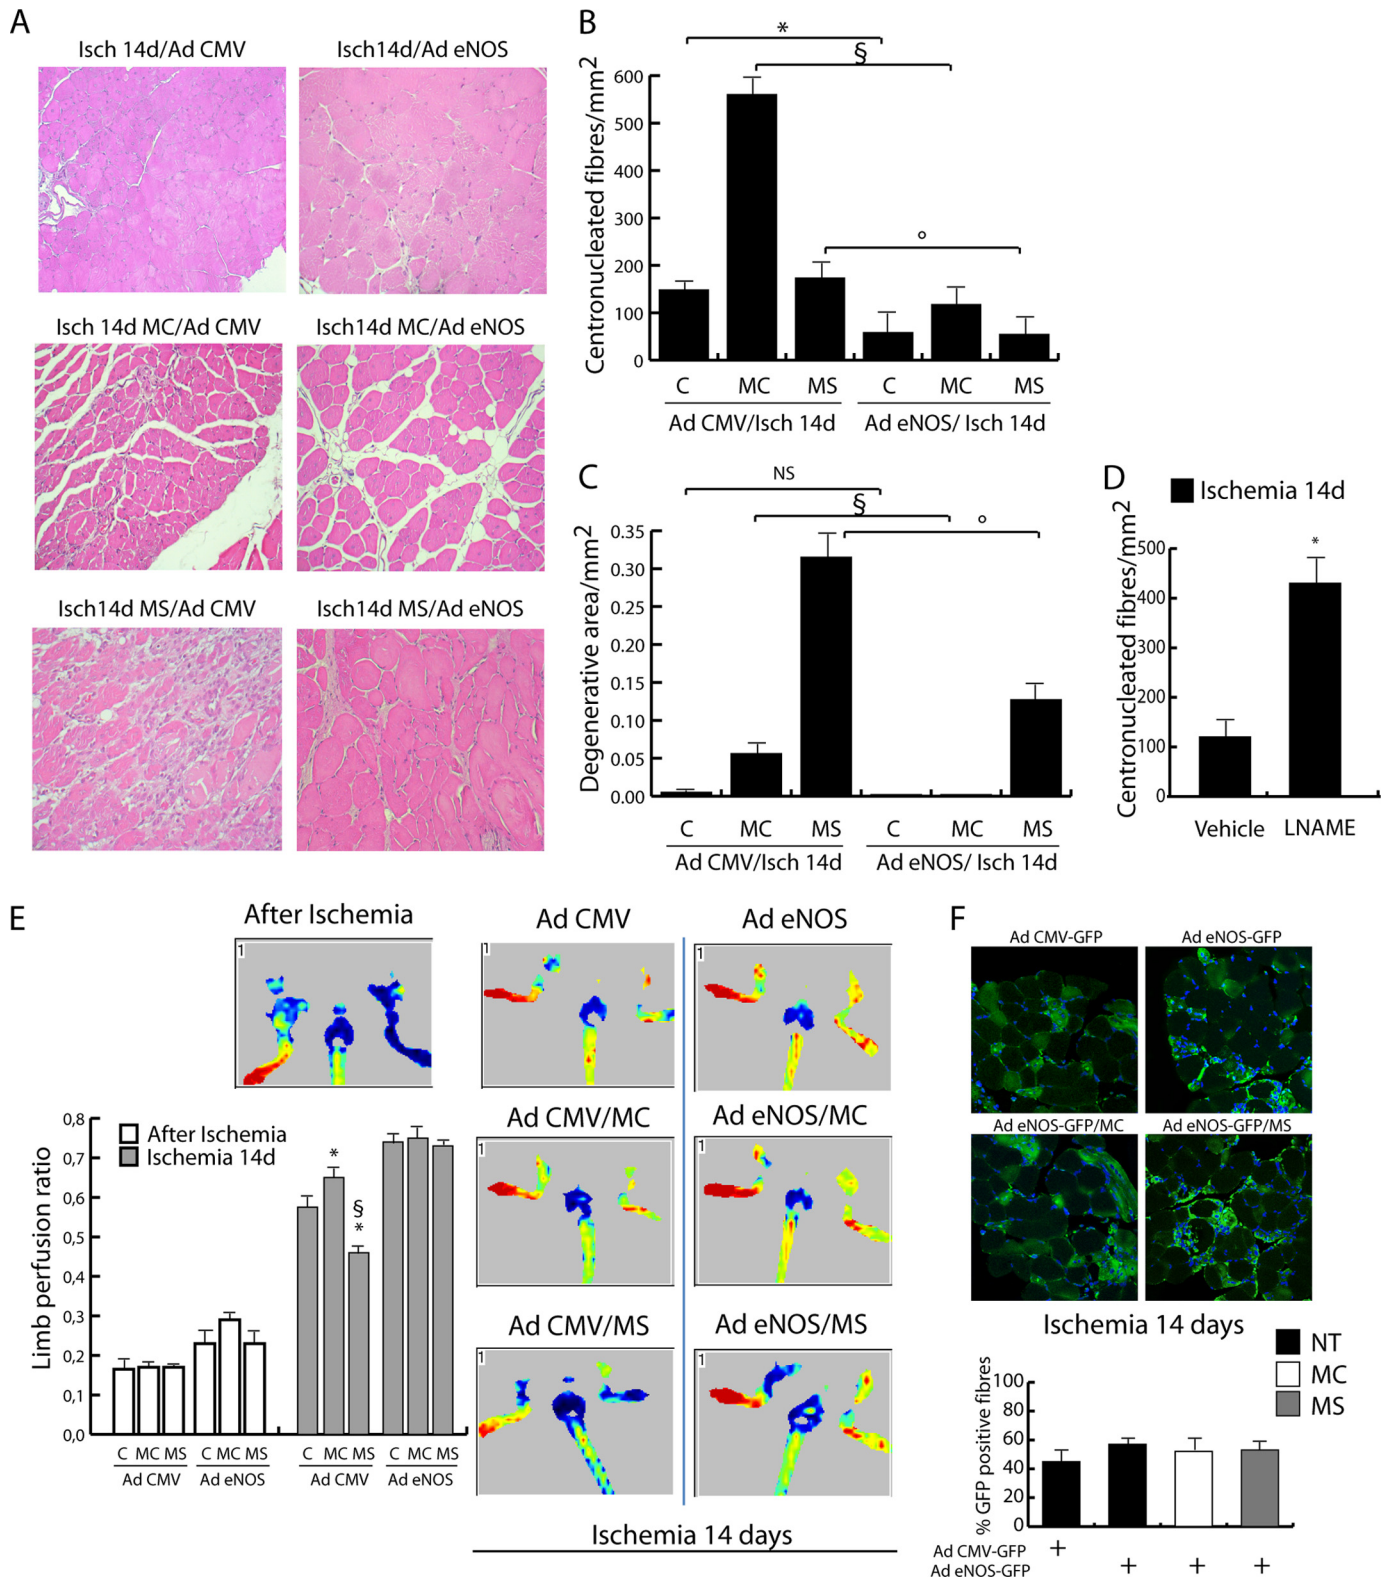 A
Isch 14d/Ad CMV
Isch14d/Ad eNOS
Isch 14d MC/Ad CMV
Isch14d MC/Ad eNOS
Isch14d MS/Ad CMV
Isch14d MS/Ad eNOS
B
*
§
°
Centronucleated fibres/mm2
600
500
400
300
200
100
0
C MC MS C MC MS
Ad CMV/Isch 14d Ad eNOS/ Isch 14d
C
NS
§
°
Degenerative area/mm2
0.35
0.30
0.25
0.20
0.15
0.10
0.05
0.00
C MC MS C MC MS
Ad CMV/Isch 14d Ad eNOS/ Isch 14d
D
Ischemia 14d
Centronucleated fibres/mm2
*
500
400
300
200
100
0
Vehicle LNAME
E
After Ischemia
1
Ad CMV
1
Ad eNOS
1
Ad CMV/MC
1
Ad eNOS/MC
1
Ad CMV/MS
1
Ad eNOS/MS
1
Ischemia 14 days
Limb perfusion ratio
After Ischemia
Ischemia 14d
0,8
0,7
0,6
0,5
0,4
0,3
0,2
0,1
0,0
*
§
*
C MC MS C MC MS C MC MS C MC MS
Ad CMV Ad eNOS Ad CMV Ad eNOS
F
Ad CMV-GFP
Ad eNOS-GFP
Ad eNOS-GFP/MC
Ad eNOS-GFP/MS
Ischemia 14 days
NT
MC
MS
% GFP positive fibres
100
80
60
40
20
0
Ad CMV-GFP +
Ad eNOS-GFP + + +